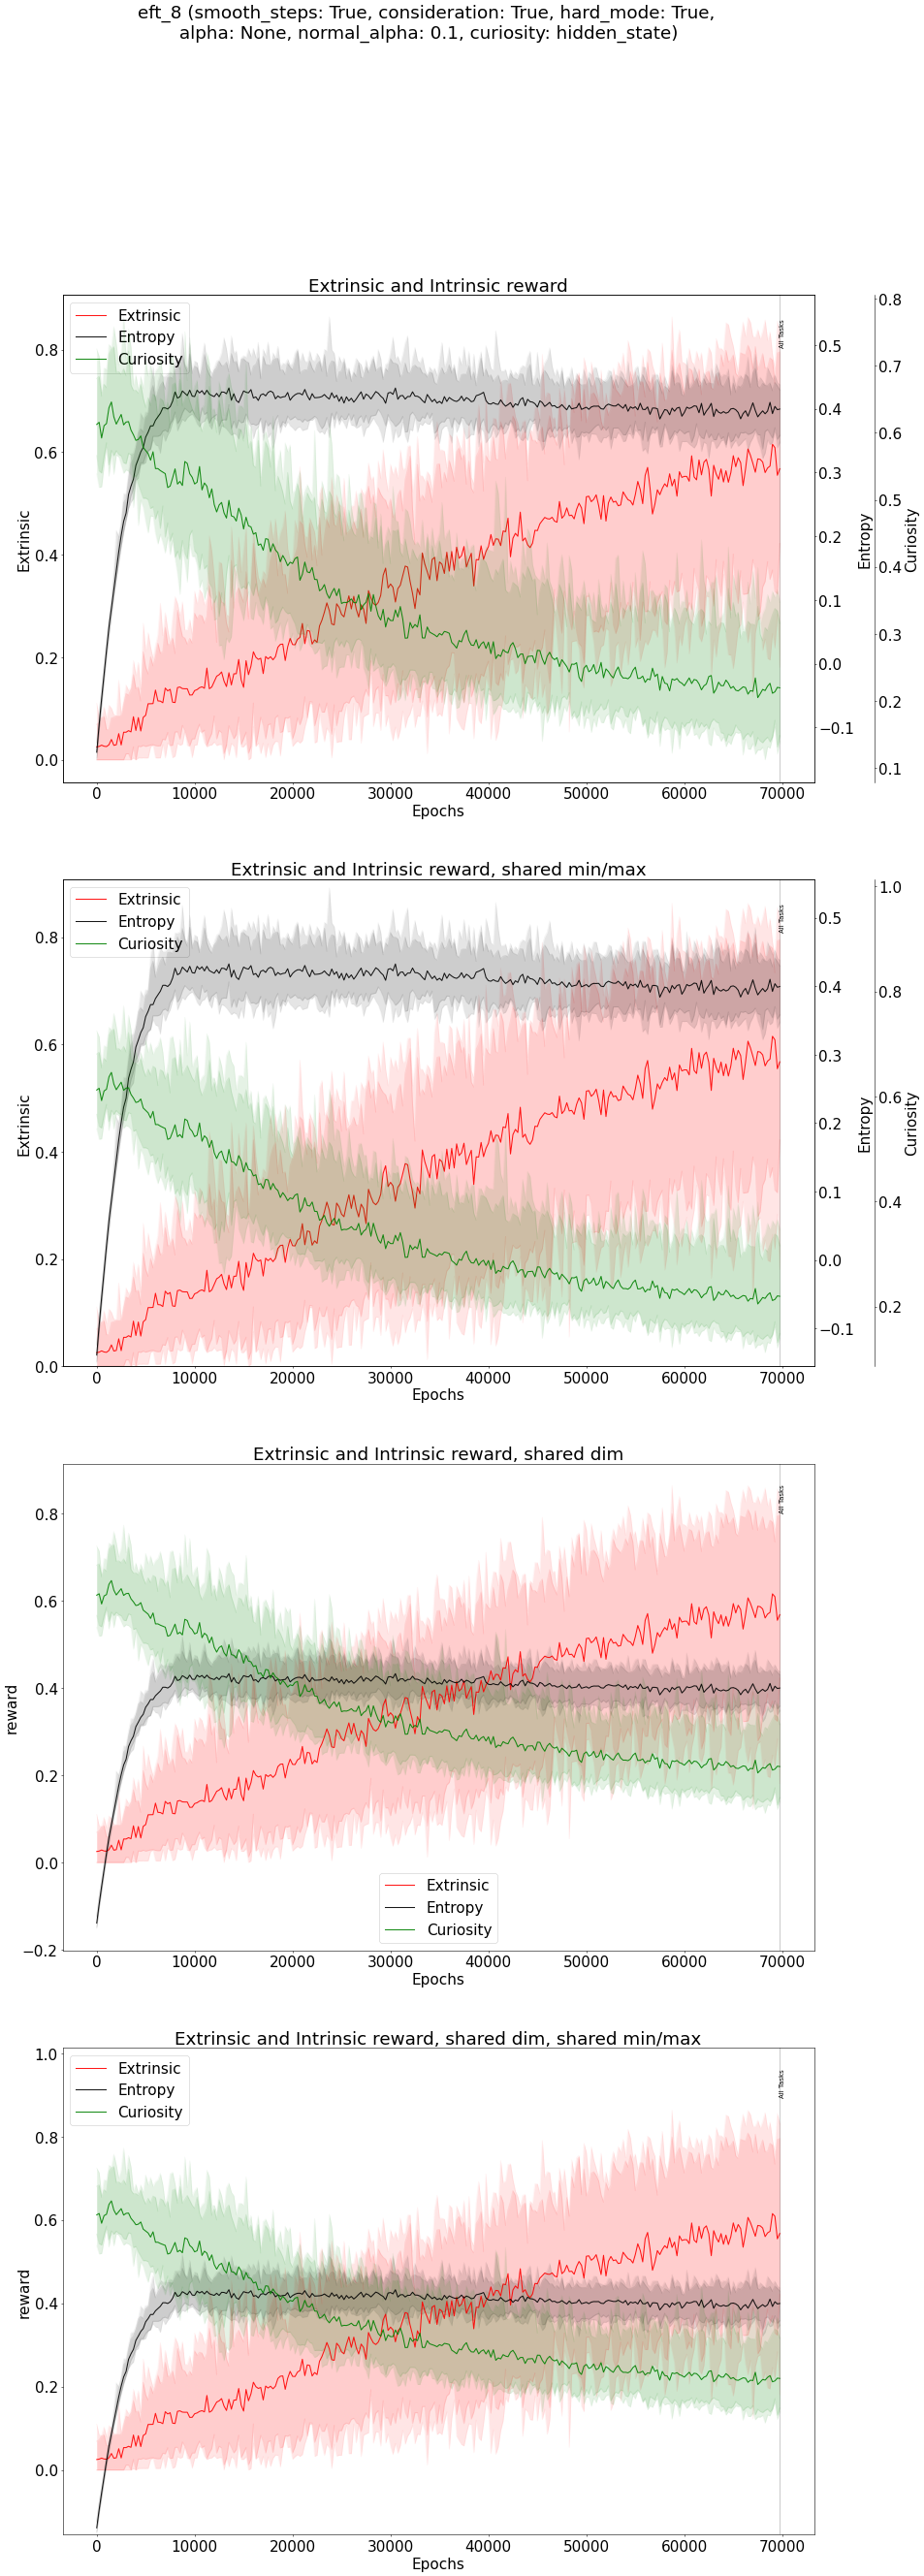 eft_8 (smooth_steps: True, consideration: True, hard_mode: True,
alpha: None, normal_alpha: 0.1, curiosity: hidden_state)
Extrinsic and Intrinsic reward
Extrinsic
Entropy
Curiosity
All Tasks
0.8
0.6
0.4
0.2
0.0
Extrinsic
0.5
0.4
0.3
0.2
0.1
0.0
−0.1
Entropy
0.8
0.7
0.6
0.5
0.4
0.3
0.2
0.1
Curiosity
0 10000 20000 30000 40000 50000 60000 70000
Epochs
Extrinsic and Intrinsic reward, shared min/max
Extrinsic
Entropy
Curiosity
All Tasks
0.8
0.6
0.4
0.2
0.0
Extrinsic
0.5
0.4
0.3
0.2
0.1
0.0
−0.1
Entropy
1.0
0.8
0.6
0.4
0.2
Curiosity
0 10000 20000 30000 40000 50000 60000 70000
Epochs
Extrinsic and Intrinsic reward, shared dim
All Tasks
0.8
0.6
0.4
0.2
0.0
−0.2
reward
Extrinsic
Entropy
Curiosity
0 10000 20000 30000 40000 50000 60000 70000
Epochs
Extrinsic and Intrinsic reward, shared dim, shared min/max
Extrinsic
Entropy
Curiosity
All Tasks
1.0
0.8
0.6
0.4
0.2
0.0
reward
0 10000 20000 30000 40000 50000 60000 70000
Epochs